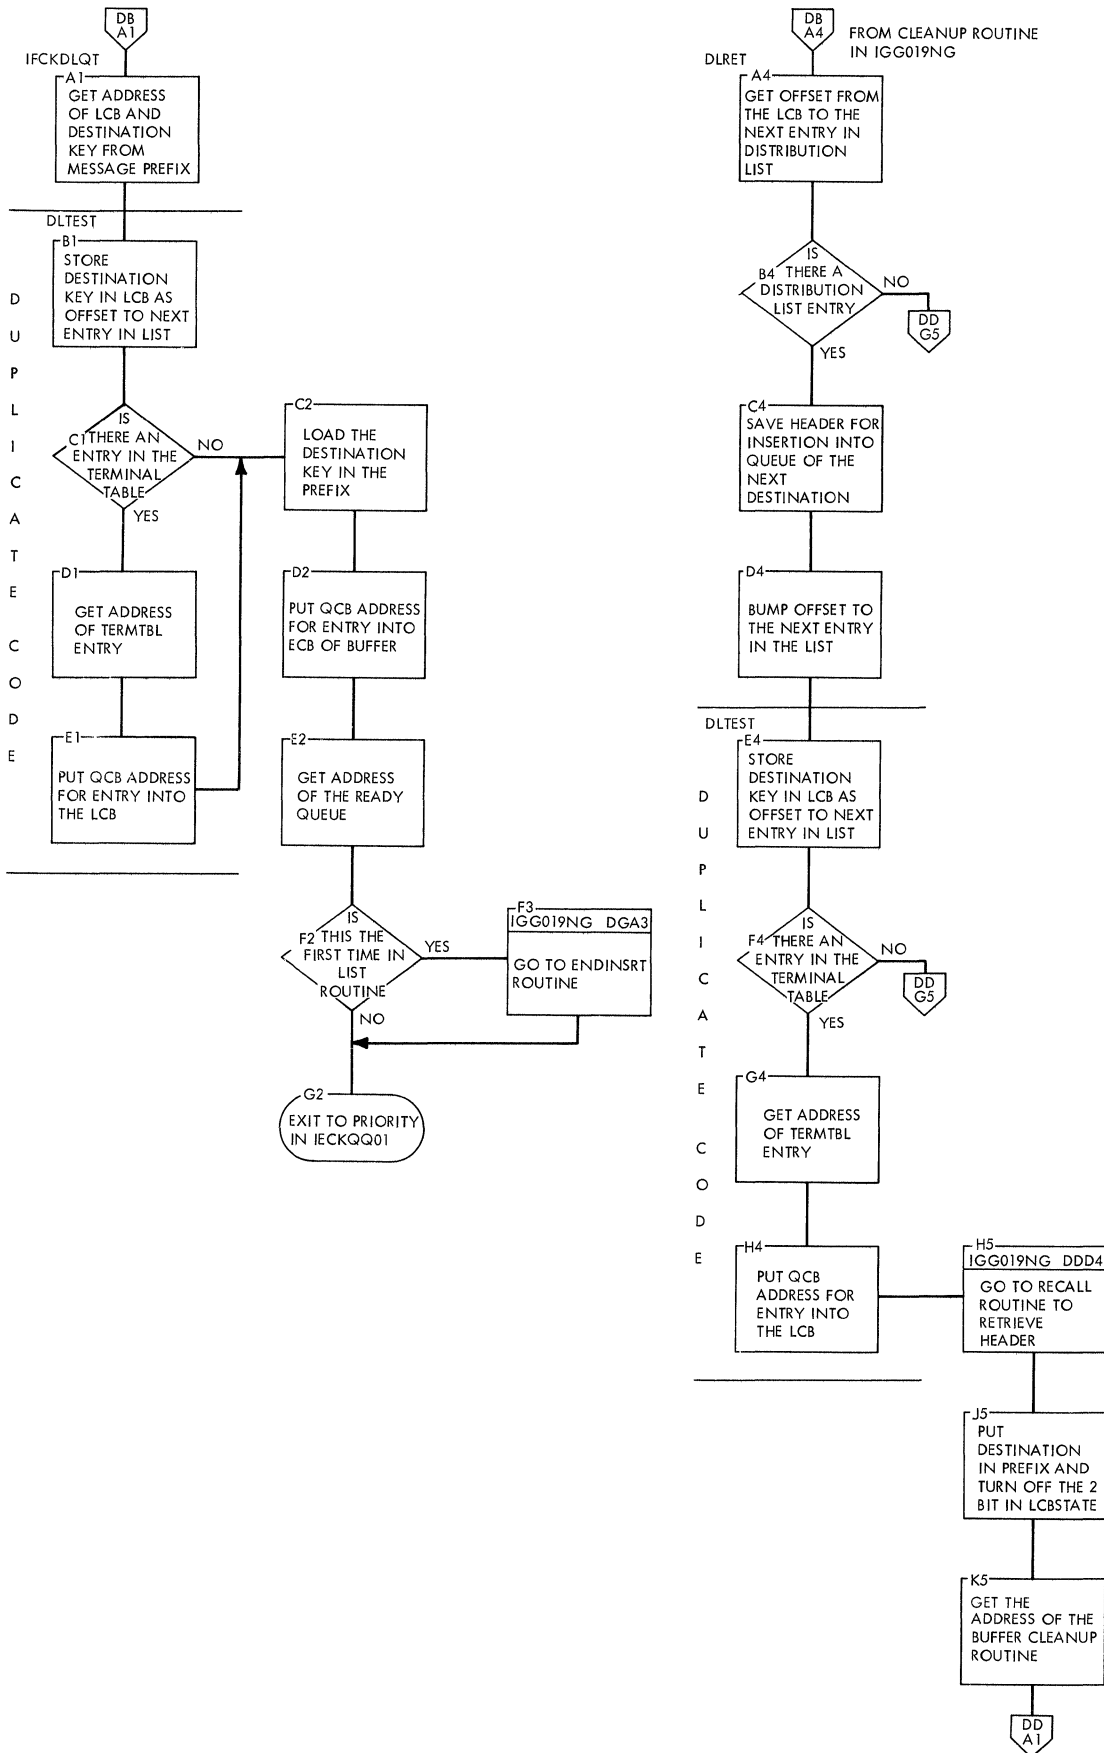 DB
A1
IFCKDLQT
A1
GET ADDRESS
OF LCB AND
DESTINATION
KEY FROM
MESSAGE PREFIX
DLTEST
B1
STORE
DESTINATION
KEY IN LCB AS
OFFSET TO NEXT
ENTRY IN LIST
D
U
P
L
I
C
A
T
E
C
O
D
E
IS
C1 THERE AN
ENTRY IN THE
TERMINAL
TABLE
NO
YES
D1
GET ADDRESS
OF TERMTBL
ENTRY
E1
PUT QCB ADDRESS
FOR ENTRY INTO
THE LCB
C2
LOAD THE
DESTINATION
KEY IN THE
PREFIX
D2
PUT QCB ADDRESS
FOR ENTRY INTO
ECB OF BUFFER
E2
GET ADDRESS
OF THE READY
QUEUE
IS
F2 THIS THE
FIRST TIME IN
LIST
ROUTINE
YES
NO
F3
IGG019NG DGA3
GO TO ENDINSRT
ROUTINE
G2
EXIT TO PRIORITY
IN IECKQQ01
DB
A4
FROM CLEANUP ROUTINE
IN IGG019NG
DLRET
A4
GET OFFSET FROM
THE LCB TO THE
NEXT ENTRY IN
DISTRIBUTION
LIST
IS
B4 THERE A
DISTRIBUTION
LIST ENTRY
NO
DD
G5
YES
C4
SAVE HEADER FOR
INSERTION INTO
QUEUE OF THE
NEXT
DESTINATION
D4
BUMP OFFSET TO
THE NEXT ENTRY
IN THE LIST
DLTEST
E4
STORE
DESTINATION
KEY IN LCB AS
OFFSET TO NEXT
ENTRY IN LIST
D
U
P
L
I
C
A
T
E
C
O
D
E
IS
F4 THERE AN
ENTRY IN THE
TERMINAL
TABLE
NO
DD
G5
YES
G4
GET ADDRESS
OF TERMTBL
ENTRY
H4
PUT QCB
ADDRESS FOR
ENTRY INTO
THE LCB
H5
IGG019NG DDD4
GO TO RECALL
ROUTINE TO
RETRIEVE
HEADER
J5
PUT
DESTINATION
IN PREFIX AND
TURN OFF THE 2
BIT IN LCBSTATE
K5
GET THE
ADDRESS OF THE
BUFFER CLEANUP
ROUTINE
DD
A1